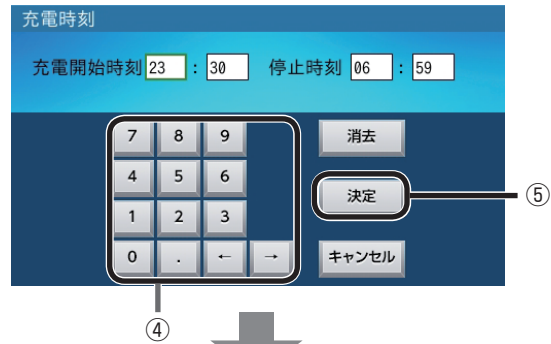 充電時刻
充電開始時刻 23 : 30 停止時刻 06 : 59
7 8 9 消去
4 5 6
決定 ⑤
1 2 3
0 . ← → キャンセル
④